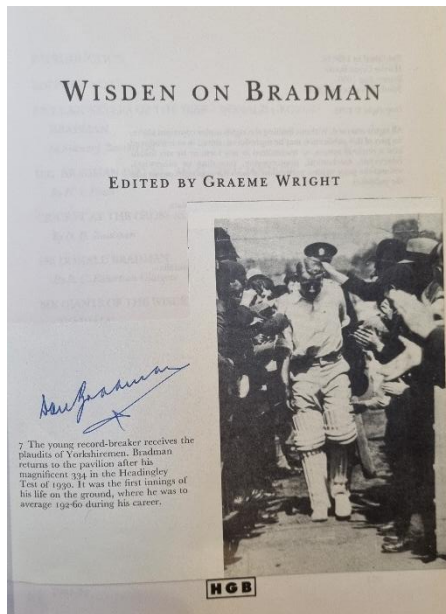 WISDEN ON BRADMAN
EDITED BY GRAEME WRIGHT
Don Bradman
7 The young record-breaker receives the
plaudits of Yorkshiremen. Bradman
returns to the pavilion after his
magnificent 334 in the Headingley
Test of 1930. It was the first innings of
his life on the ground, where he was to
average 192·60 during his career.
HGB